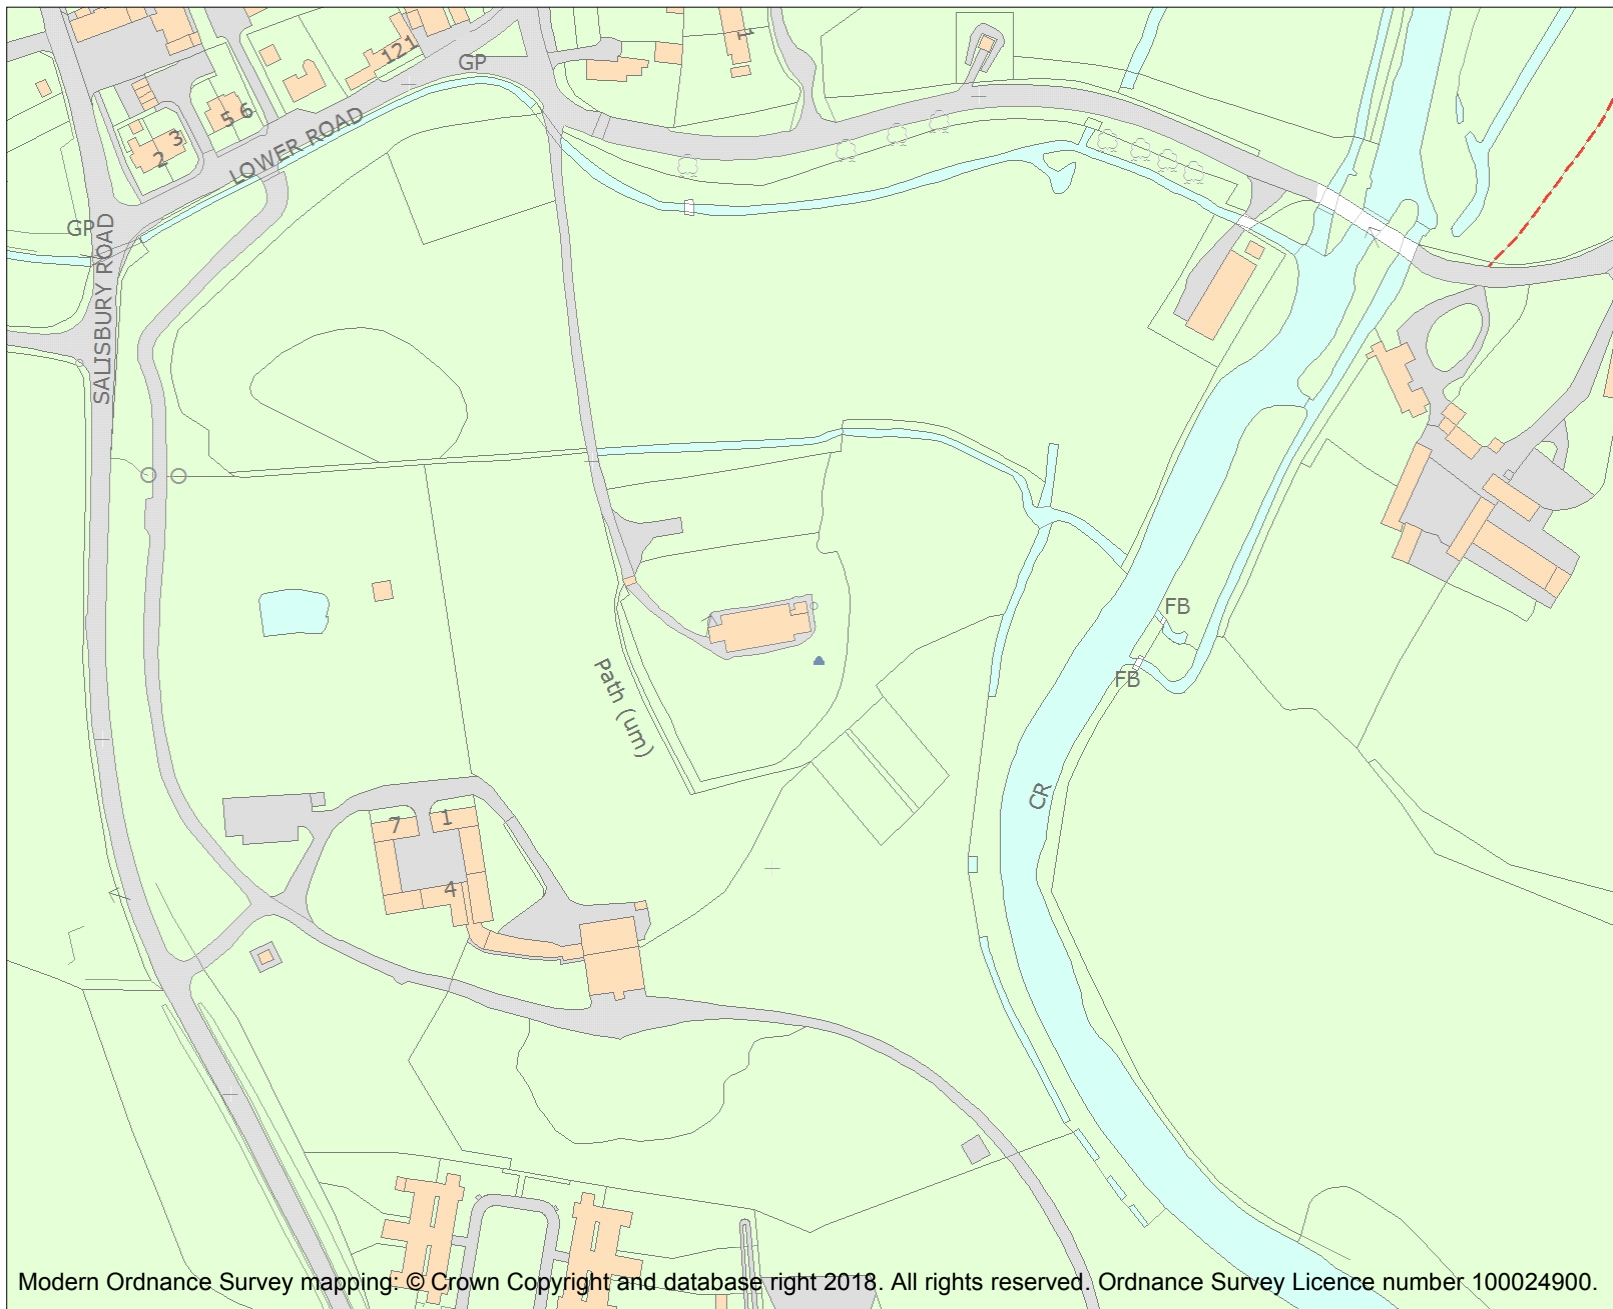 GP
121
1
5 6
3
2
LOWER ROAD
GP
SALISBURY ROAD
FB
FB
Path (um)
CR
7
1
4
Modern Ordnance Survey mapping: © Crown Copyright and database right 2018. All rights reserved. Ordnance Survey Licence number 100024900.